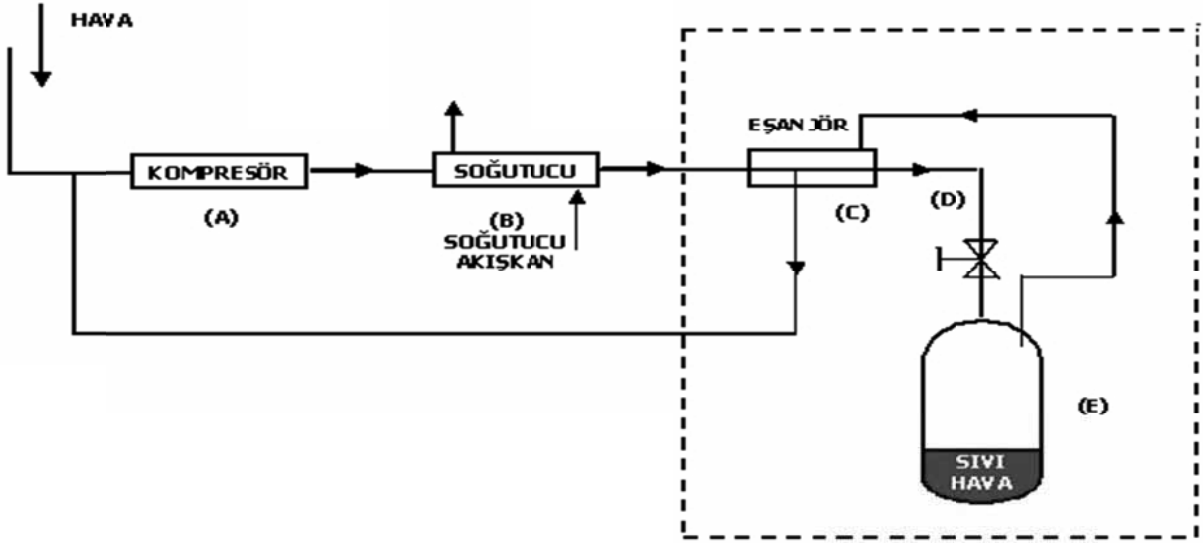 HAVA
EŞANJÖR
KOMPRESÖR
SOĞUTUCU
(A)
(B)
(C)
(D)
SOĞUTUCU
AKIŞKAN
(E)
SIVI
HAVA